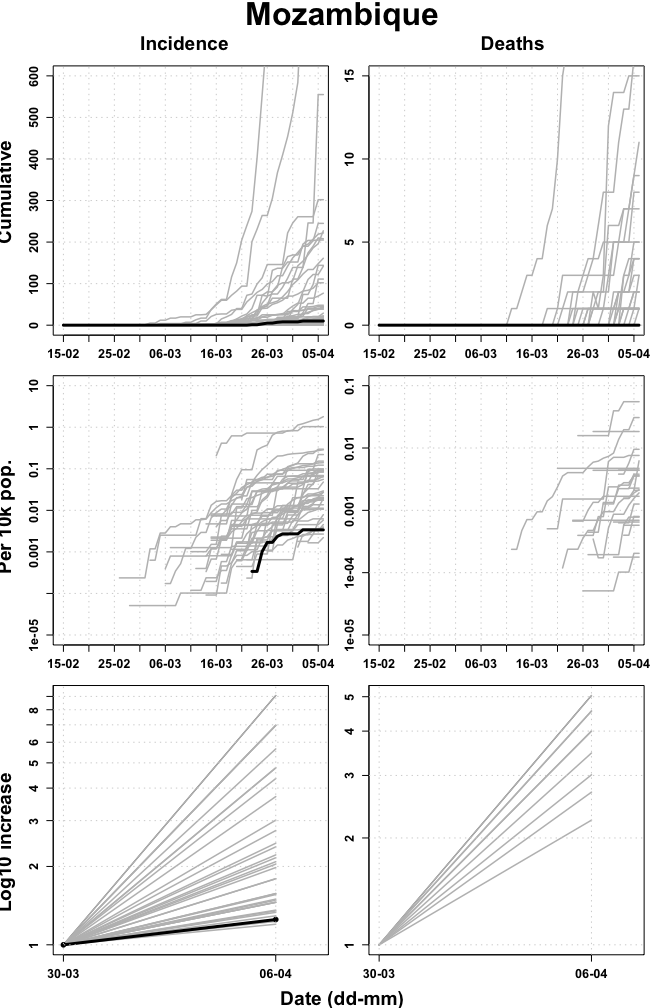 Mozambique
Incidence
Deaths
Cumulative
600
500
400
300
200
100
0
15-02 25-02 06-03 16-03 26-03 05-04
15
10
5
0
15-02 25-02 06-03 16-03 26-03 05-04
Per 10k pop.
10
1
0.1
0.01
0.001
1e-05
15-02 25-02 06-03 16-03 26-03 05-04
0.1
0.01
0.001
1e-04
1e-05
15-02 25-02 06-03 16-03 26-03 05-04
Log10 increase
8
6
5
4
3
2
1
30-03 06-04
5
4
3
2
1
30-03 06-04
Date (dd-mm)